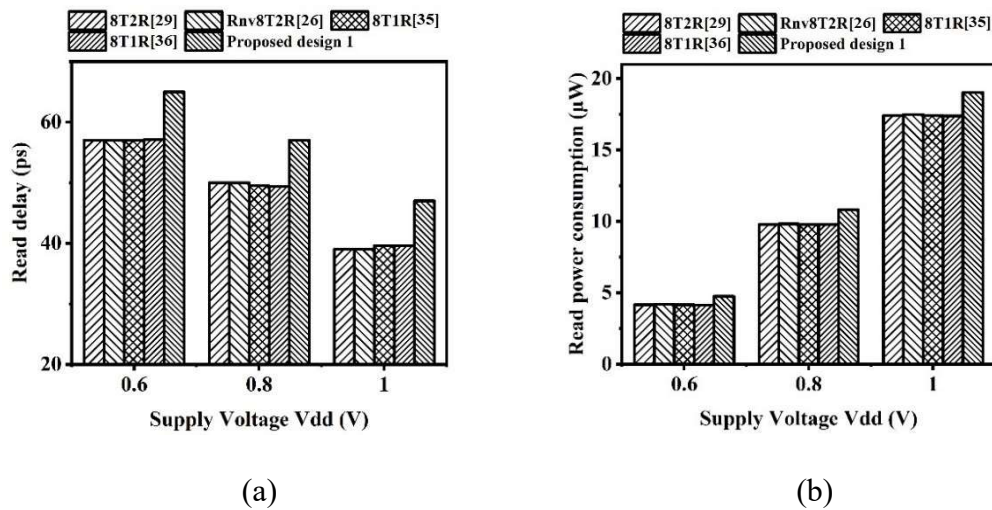 8T2R[29] Rnv8T2R[26] 8T1R[35]
8T1R[36] Proposed design 1
Read delay (ps)
60
40
20
0.6 0.8 1
Supply Voltage Vdd (V)
(a)
8T2R[29] Rnv8T2R[26] 8T1R[35]
8T1R[36] Proposed design 1
Read power consumption (μW)
20
15
10
5
0
0.6 0.8 1
Supply Voltage Vdd (V)
(b)